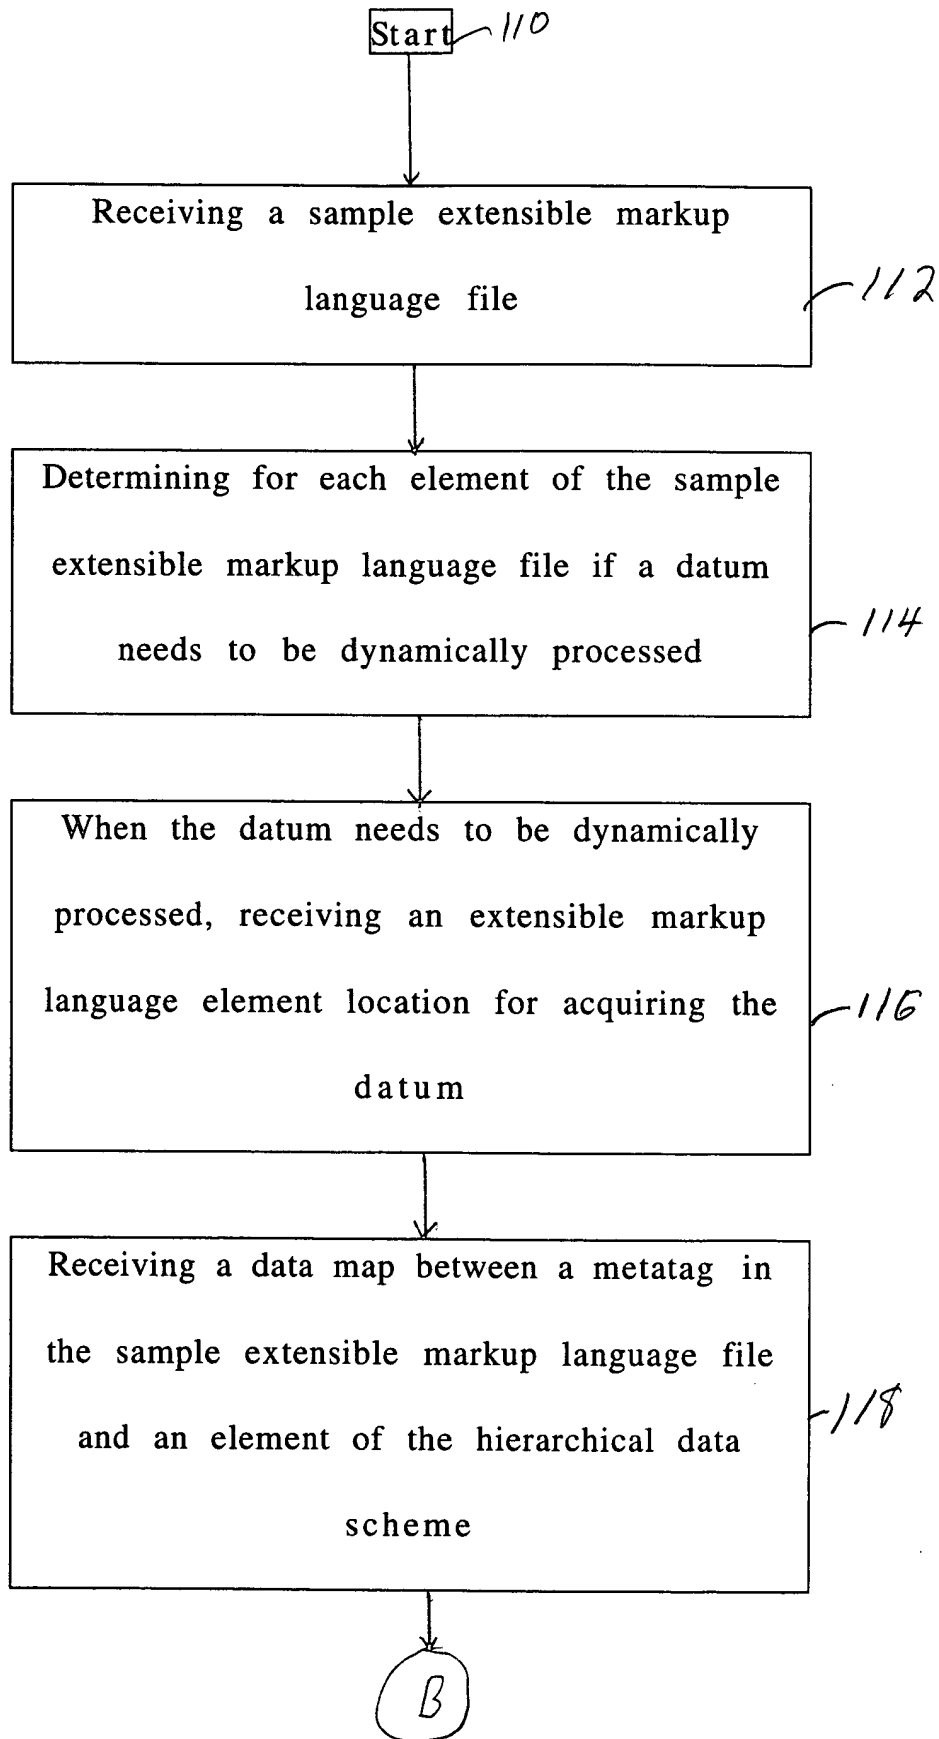 Start 110
Receiving a sample extensible markup
language file
112
Determining for each element of the sample
extensible markup language file if a datum
needs to be dynamically processed
114
When the datum needs to be dynamically
processed, receiving an extensible markup
language element location for acquiring the
datum
116
Receiving a data map between a metatag in
the sample extensible markup language file
and an element of the hierarchical data
scheme
118
B